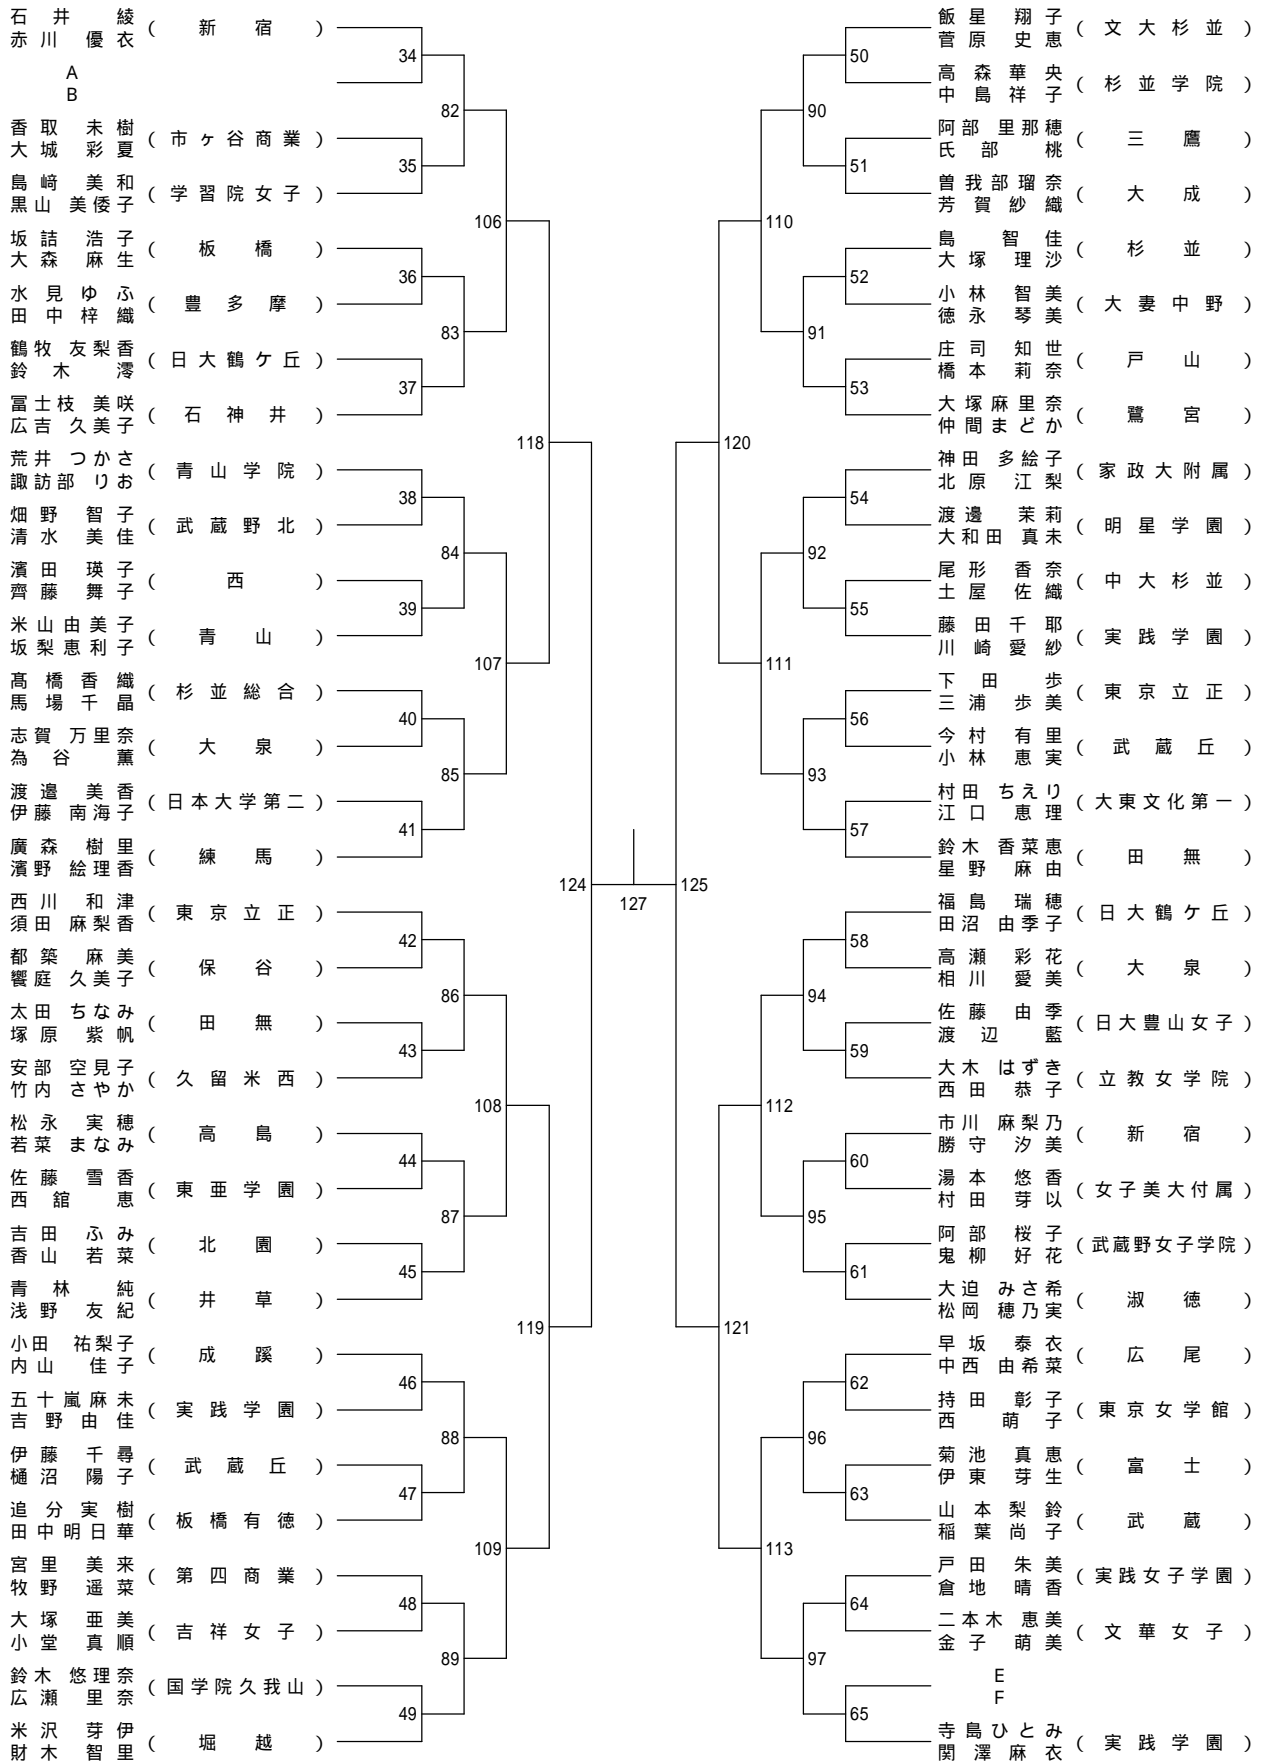 石井 綾
赤川 優衣
( 新宿 )
34
A
B
82
香取 未樹
大城 彩夏
( 市ヶ谷商業 )
35
島﨑 美和
黒山 美倭子
( 学習院女子 )
106
坂詰 浩子
大森 麻生
( 板橋 )
36
水見ゆふ
田中梓織
( 豊多摩 )
83
鶴牧 友梨香
鈴木 澪
( 日大鶴ケ丘 )
37
冨士枝 美咲
広吉 久美子
( 石神井 )
118
荒井 つかさ
諏訪部 りお
( 青山学院 )
38
畑野 智子
清水 美佳
( 武蔵野北 )
84
濱田 瑛子
齊藤 舞子
( 西 )
39
米山由美子
坂梨恵利子
( 青山 )
107
髙橋香織
馬場千晶
( 杉並総合 )
40
志賀 万里奈
為谷 薫
( 大泉 )
85
渡邉 美香
伊藤 南海子
( 日本大学第二 )
41
廣森 樹里
濱野 絵理香
( 練馬 )
124
西川 和津
須田 麻梨香
( 東京立正 )
42
都築 麻美
饗庭 久美子
( 保谷 )
86
太田 ちなみ
塚原 紫帆
( 田無 )
43
安部 空見子
竹内 さやか
( 久留米西 )
108
松永 実穂
若菜 まなみ
( 高島 )
44
佐藤 雪香
西舘 恵
( 東亜学園 )
87
吉田 ふみ
香山 若菜
( 北園 )
45
青林 純
浅野 友紀
( 井草 )
119
小田 祐梨子
内山 佳子
( 成蹊 )
46
五十嵐麻未
吉野由佳
( 実践学園 )
88
伊藤 千尋
樋沼 陽子
( 武蔵丘 )
47
追分実樹
田中明日華
( 板橋有徳 )
109
宮里 美来
牧野 遥菜
( 第四商業 )
48
大塚 亜美
小堂 真順
( 吉祥女子 )
89
鈴木 悠理奈
広瀬 里奈
( 国学院久我山 )
49
米沢 芽伊
財木 智里
( 堀越 )
127
飯星 翔子
菅原 史恵
( 文大杉並 )
50
高森華央
中島祥子
( 杉並学院 )
90
阿部 里那穂
氏部 桃
( 三鷹 )
51
曽我部瑠奈
芳賀紗織
( 大成 )
110
島 智佳
大塚 理沙
( 杉並 )
52
小林 智美
徳永 琴美
( 大妻中野 )
91
庄司 知世
橋本 莉奈
( 戸山 )
53
大塚麻里奈
仲間まどか
( 鷺宮 )
120
神田 多絵子
北原 江梨
( 家政大附属 )
54
渡邊 茉莉
大和田 真未
( 明星学園 )
92
尾形 香奈
土屋 佐織
( 中大杉並 )
55
藤田千耶
川崎愛紗
( 実践学園 )
111
下田 歩
三浦 歩美
( 東京立正 )
56
今村 有里
小林 恵実
( 武蔵丘 )
93
村田 ちえり
江口 恵理
( 大東文化第一 )
57
鈴木 香菜恵
星野 麻由
( 田無 )
125
福島 瑞穂
田沼 由季子
( 日大鶴ケ丘 )
58
高瀬 彩花
相川 愛美
( 大泉 )
94
佐藤 由季
渡辺 藍
( 日大豊山女子 )
59
大木 はずき
西田 恭子
( 立教女学院 )
112
市川 麻梨乃
勝守 汐美
( 新宿 )
60
湯本 悠香
村田 芽以
( 女子美大付属 )
95
阿部 桜子
鬼柳 好花
( 武蔵野女子学院 )
61
大迫 みさ希
松岡 穂乃実
( 淑徳 )
121
早坂 泰衣
中西 由希菜
( 広尾 )
62
持田 彰子
西 萌子
( 東京女学館 )
96
菊池 真恵
伊東 芽生
( 富士 )
63
山本梨鈴
稲葉尚子
( 武蔵 )
113
戸田 朱美
倉地 晴香
( 実践女子学園 )
64
二本木 恵美
金子 萌美
( 文華女子 )
97
E
F
65
寺島ひとみ
関澤麻衣
( 実践学園 )